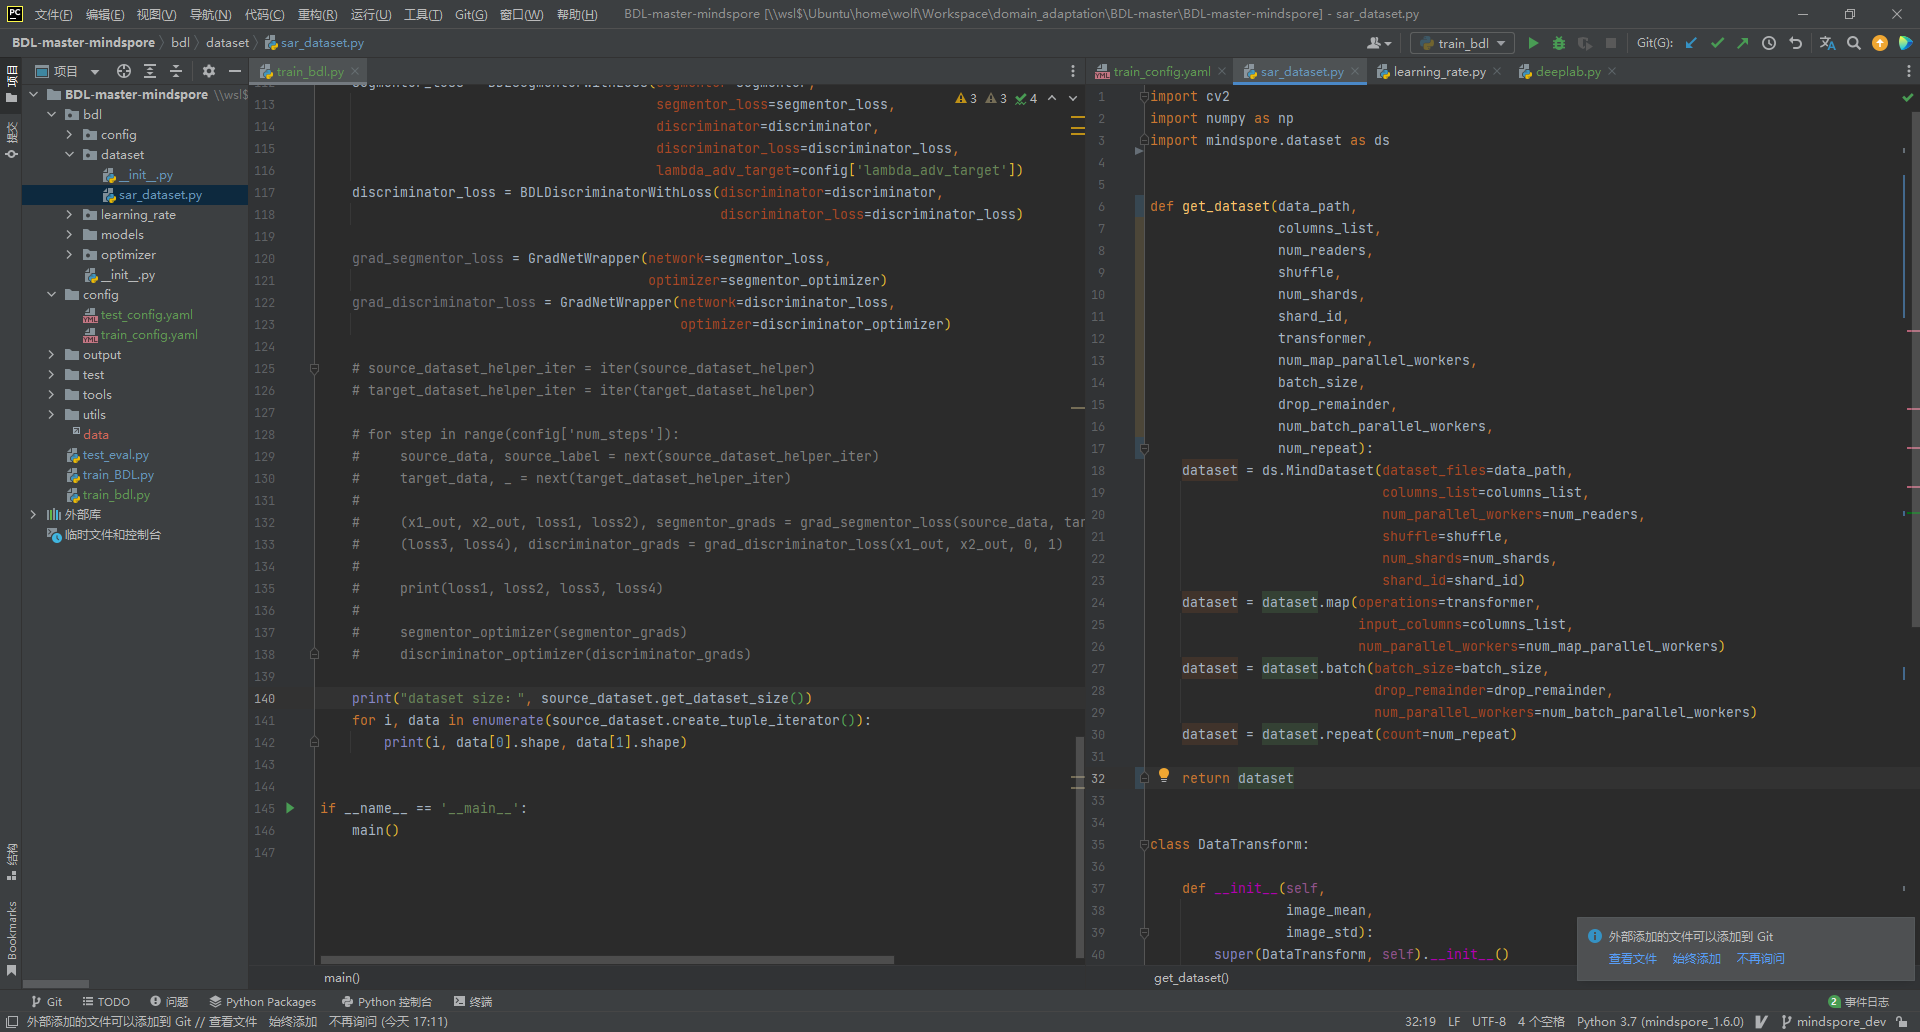 PC 文件(F) 编辑(E) 视图(V) 导航(N) 代码(C) 重构(R) 运行(U) 工具(T) Git(G) 窗口(W) 帮助(H) BDL-master-mindspore [\\wsl$\Ubuntu\home\wolf\Workspace\domain_adaptation\BDL-master\BDL-master-mindspore] - sar_dataset.py
BDL-master-mindspore bdl dataset sar_dataset.py train_bdl Git(G):
项目
提交
结构
Bookmarks
项目
BDL-master-mindspore \\wsl$
bdl
config
dataset
__init__.py
sar_dataset.py
learning_rate
models
optimizer
__init__.py
config
test_config.yaml
train_config.yaml
output
test
tools
utils
data
test_eval.py
train_BDL.py
train_bdl.py
外部库
临时文件和控制台
train_bdl.py
3 3 4
113 segmentor_loss=segmentor_loss,
114 discriminator=discriminator,
115 discriminator_loss=discriminator_loss,
116 lambda_adv_target=config['lambda_adv_target'])
117 discriminator_loss = BDLDiscriminatorWithLoss(discriminator=discriminator,
118 discriminator_loss=discriminator_loss)
119
120 grad_segmentor_loss = GradNetWrapper(network=segmentor_loss,
121 optimizer=segmentor_optimizer)
122 grad_discriminator_loss = GradNetWrapper(network=discriminator_loss,
123 optimizer=discriminator_optimizer)
124
125 # source_dataset_helper_iter = iter(source_dataset_helper)
126 # target_dataset_helper_iter = iter(target_dataset_helper)
127
128 # for step in range(config['num_steps']):
129 #     source_data, source_label = next(source_dataset_helper_iter)
130 #     target_data, _ = next(target_dataset_helper_iter)
131 #
132 #     (x1_out, x2_out, loss1, loss2), segmentor_grads = grad_segmentor_loss(source_data, tar
133 #     (loss3, loss4), discriminator_grads = grad_discriminator_loss(x1_out, x2_out, 0, 1)
134 #
135 #     print(loss1, loss2, loss3, loss4)
136 #
137 #     segmentor_optimizer(segmentor_grads)
138 #     discriminator_optimizer(discriminator_grads)
139
140 print("dataset size: ", source_dataset.get_dataset_size())
141 for i, data in enumerate(source_dataset.create_tuple_iterator()):
142 print(i, data[0].shape, data[1].shape)
143
144
145 if __name__ == '__main__':
146 main()
147
main()
train_config.yaml sar_dataset.py learning_rate.py deeplab.py
1 import cv2
2 import numpy as np
3 import mindspore.dataset as ds
4
5
6 def get_dataset(data_path,
7 columns_list,
8 num_readers,
9 shuffle,
10 num_shards,
11 shard_id,
12 transformer,
13 num_map_parallel_workers,
14 batch_size,
15 drop_remainder,
16 num_batch_parallel_workers,
17 num_repeat):
18 dataset = ds.MindDataset(dataset_files=data_path,
19 columns_list=columns_list,
20 num_parallel_workers=num_readers,
21 shuffle=shuffle,
22 num_shards=num_shards,
23 shard_id=shard_id)
24 dataset = dataset.map(operations=transformer,
25 input_columns=columns_list,
26 num_parallel_workers=num_map_parallel_workers)
27 dataset = dataset.batch(batch_size=batch_size,
28 drop_remainder=drop_remainder,
29 num_parallel_workers=num_batch_parallel_workers)
30 dataset = dataset.repeat(count=num_repeat)
31
32 return dataset
33
34
35 class DataTransform:
36
37 def __init__(self,
38 image_mean,
39 image_std):
40 super(DataTransform, self).__init__()
get_dataset()
外部添加的文件可以添加到 Git
查看文件 始终添加 不再询问
Git TODO 问题 Python Packages Python 控制台 终端 2 事件日志
外部添加的文件可以添加到 Git // 查看文件 始终添加 不再询问 (今天 17:11) 32:19 LF UTF-8 4 个空格 Python 3.7 (mindspore_1.6.0) mindspore_dev